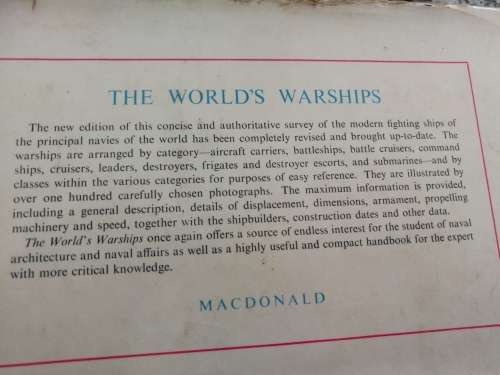 THE WORLD'S WARSHIPS
The new edition of this concise and authoritative survey of the modern fighting ships of
the principal navies of the world has been completely revised and brought up-to-date. The
warships are arranged by category—aircraft carriers, battleships, battle cruisers, command
ships, cruisers, leaders, destroyers, frigates and destroyer escorts, and submarines—and by
classes within the various categories for purposes of easy reference. They are illustrated by
over one hundred carefully chosen photographs. The maximum information is provided,
including a general description, details of displacement, dimensions, armament, propelling
machinery and speed, together with the shipbuilders, construction dates and other data.
The World's Warships once again offers a source of endless interest for the student of naval
architecture and naval affairs as well as a highly useful and compact handbook for the expert
with more critical knowledge.
MACDONALD